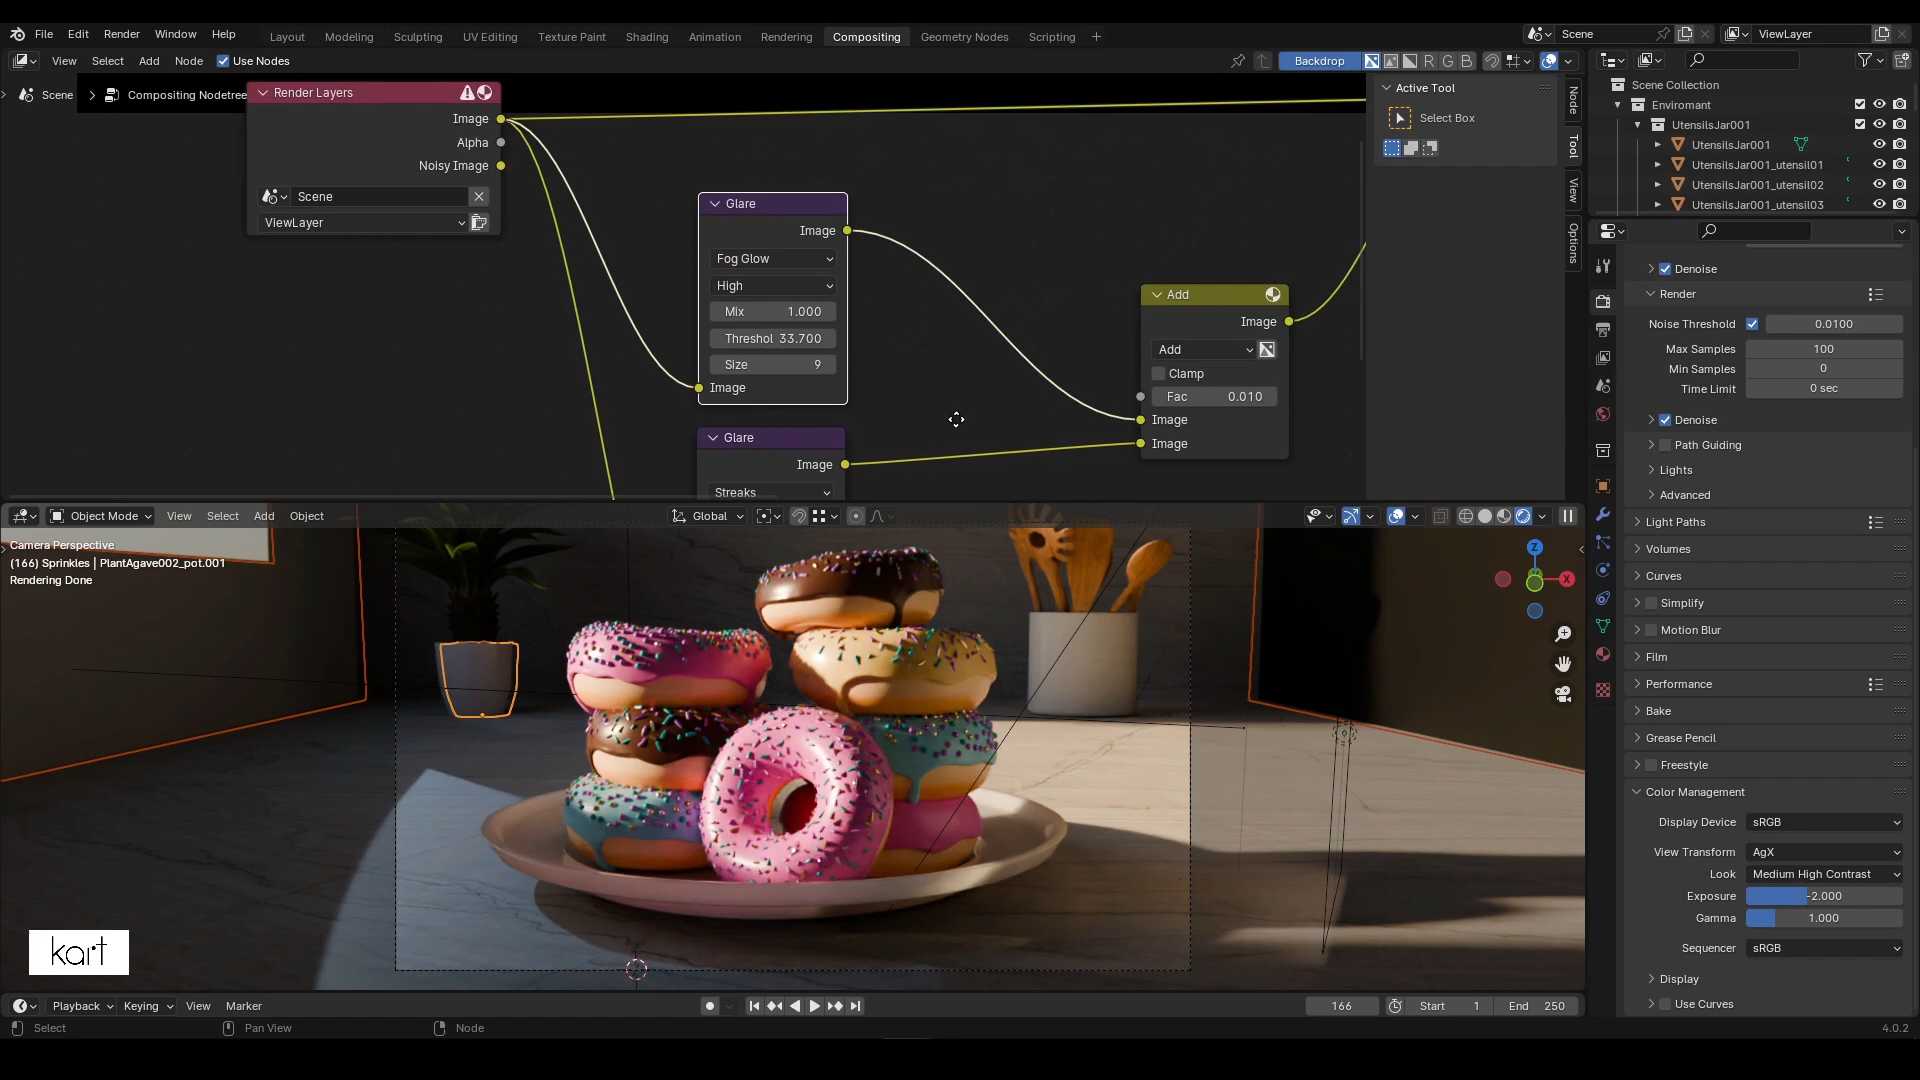 File Edit Render Window Help
Layout Modeling Sculpting UV Editing Texture Paint Shading Animation Rendering Compositing Geometry Nodes Scripting
Scene ViewLayer
View Select Add Node Use Nodes Backdrop R G B
Scene Compositing Nodetree
Render Layers
Image
Alpha
Noisy Image
Scene
ViewLayer
Glare
Image
Fog Glow
High
Mix 1.000
Threshol 33.700
Size 9
Image
Glare
Image
Streaks
Add
Image
Add
Clamp
Fac 0.010
Image
Image
Active Tool
Select Box
Node
Tool
View
Options
Scene Collection
Enviromant
UtensilsJar001
UtensilsJar001
UtensilsJar001_utensil01
UtensilsJar001_utensil02
UtensilsJar001_utensil03
Denoise
Render
Noise Threshold 0.0100
Max Samples 100
Min Samples 0
Time Limit 0 sec
Denoise
Path Guiding
Lights
Advanced
Light Paths
Volumes
Curves
Simplify
Motion Blur
Film
Performance
Bake
Grease Pencil
Freestyle
Color Management
Display Device sRGB
View Transform AgX
Look Medium High Contrast
Exposure -2.000
Gamma 1.000
Sequencer sRGB
Display
Use Curves
Object Mode View Select Add Object Global
Camera Perspective
(166) Sprinkles | PlantAgave002_pot.001
Rendering Done
Z
X
kart
Playback Keying View Marker 166 Start 1 End 250
Select Pan View Node 4.0.2